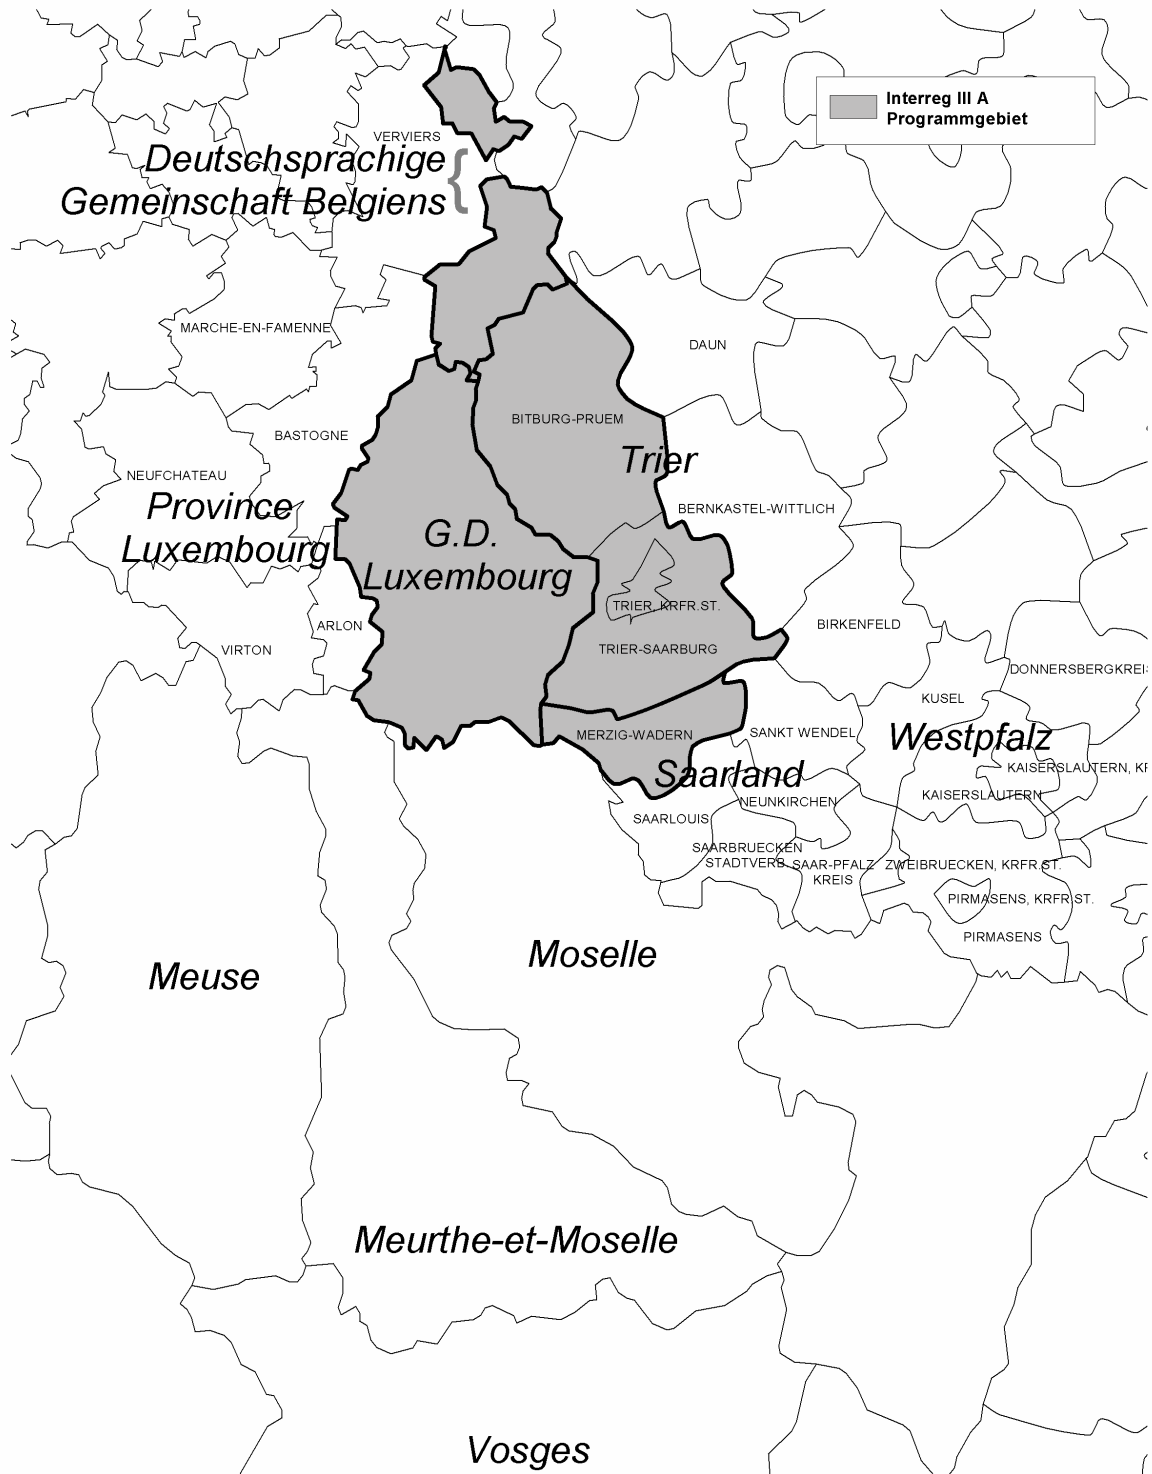 Interreg III A
Programmgebiet
VERVIERS
Deutschsprachige
Gemeinschaft Belgiens
{
MARCHE-EN-FAMENNE
DAUN
BITBURG-PRUEM
BASTOGNE
Trier
NEUFCHATEAU
Province
Luxembourg
BERNKASTEL-WITTLICH
G.D.
Luxembourg
TRIER, KRFR.ST.
ARLON
BIRKENFELD
VIRTON
TRIER-SAARBURG
DONNERSBERGKREI
KUSEL
MERZIG-WADERN
SANKT WENDEL
Westpfalz
KAISERSLAUTERN, KR
Saarland
KAISERSLAUTERN
NEUNKIRCHEN
SAARLOUIS
SAARBRUECKEN
STADTVERB.
SAAR-PFALZ
KREIS
ZWEIBRUECKEN, KRFR.ST.
PIRMASENS, KRFR.ST.
PIRMASENS
Moselle
Meuse
Meurthe-et-Moselle
Vosges